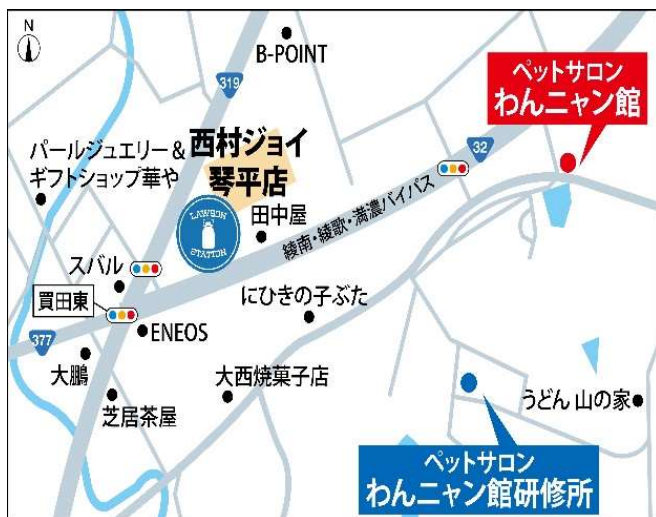 N
B-POINT
319
ペットサロン
わんニャン館
パールジュエリー&
ギフトショップ華や
西村ジョイ
琴平店
32
LAWSON
STATION
田中屋
綾南・綾歌・満濃バイパス
スバル
買田東
ENEOS
にひきの子ぶた
377
大鵬
芝居茶屋
大西焼菓子店
うどん 山の家
ペットサロン
わんニャン館研修所